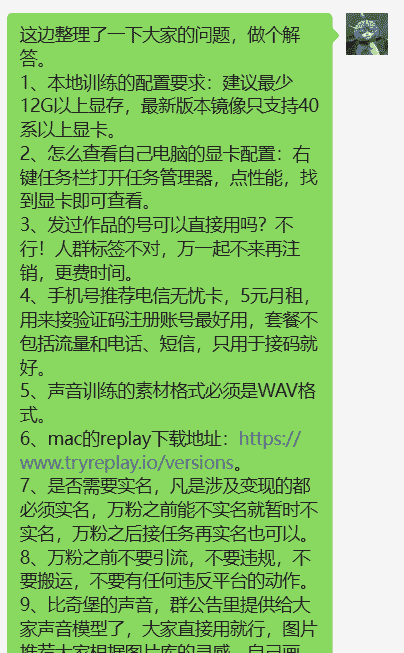 这边整理了一下大家的问题，做个解
答。
1、本地训练的配置要求：建议最少
12G以上显存，最新版本镜像只支持40
系以上显卡。
2、怎么查看自己电脑的显卡配置：右
键任务栏打开任务管理器，点性能，找
到显卡即可查看。
3、发过作品的号可以直接用吗？不
行！人群标签不对，万一起不来再注
销，更费时间。
4、手机号推荐电信无忧卡，5元月租，
用来接验证码注册账号最好用，套餐不
包括流量和电话、短信，只用于接码就
好。
5、声音训练的素材格式必须是WAV格
式。
6、mac的replay下载地址：https://
www.tryreplay.io/versions。
7、是否需要实名，凡是涉及变现的都
必须实名，万粉之前能不实名就暂时不
实名，万粉之后接任务再实名也可以。
8、万粉之前不要引流，不要违规，不
要搬运，不要有任何违反平台的动作。
9、比奇堡的声音，群公告里提供给大
家声音模型了，大家直接用就行，图片
推荐大家根据图片库的灵感，自己画